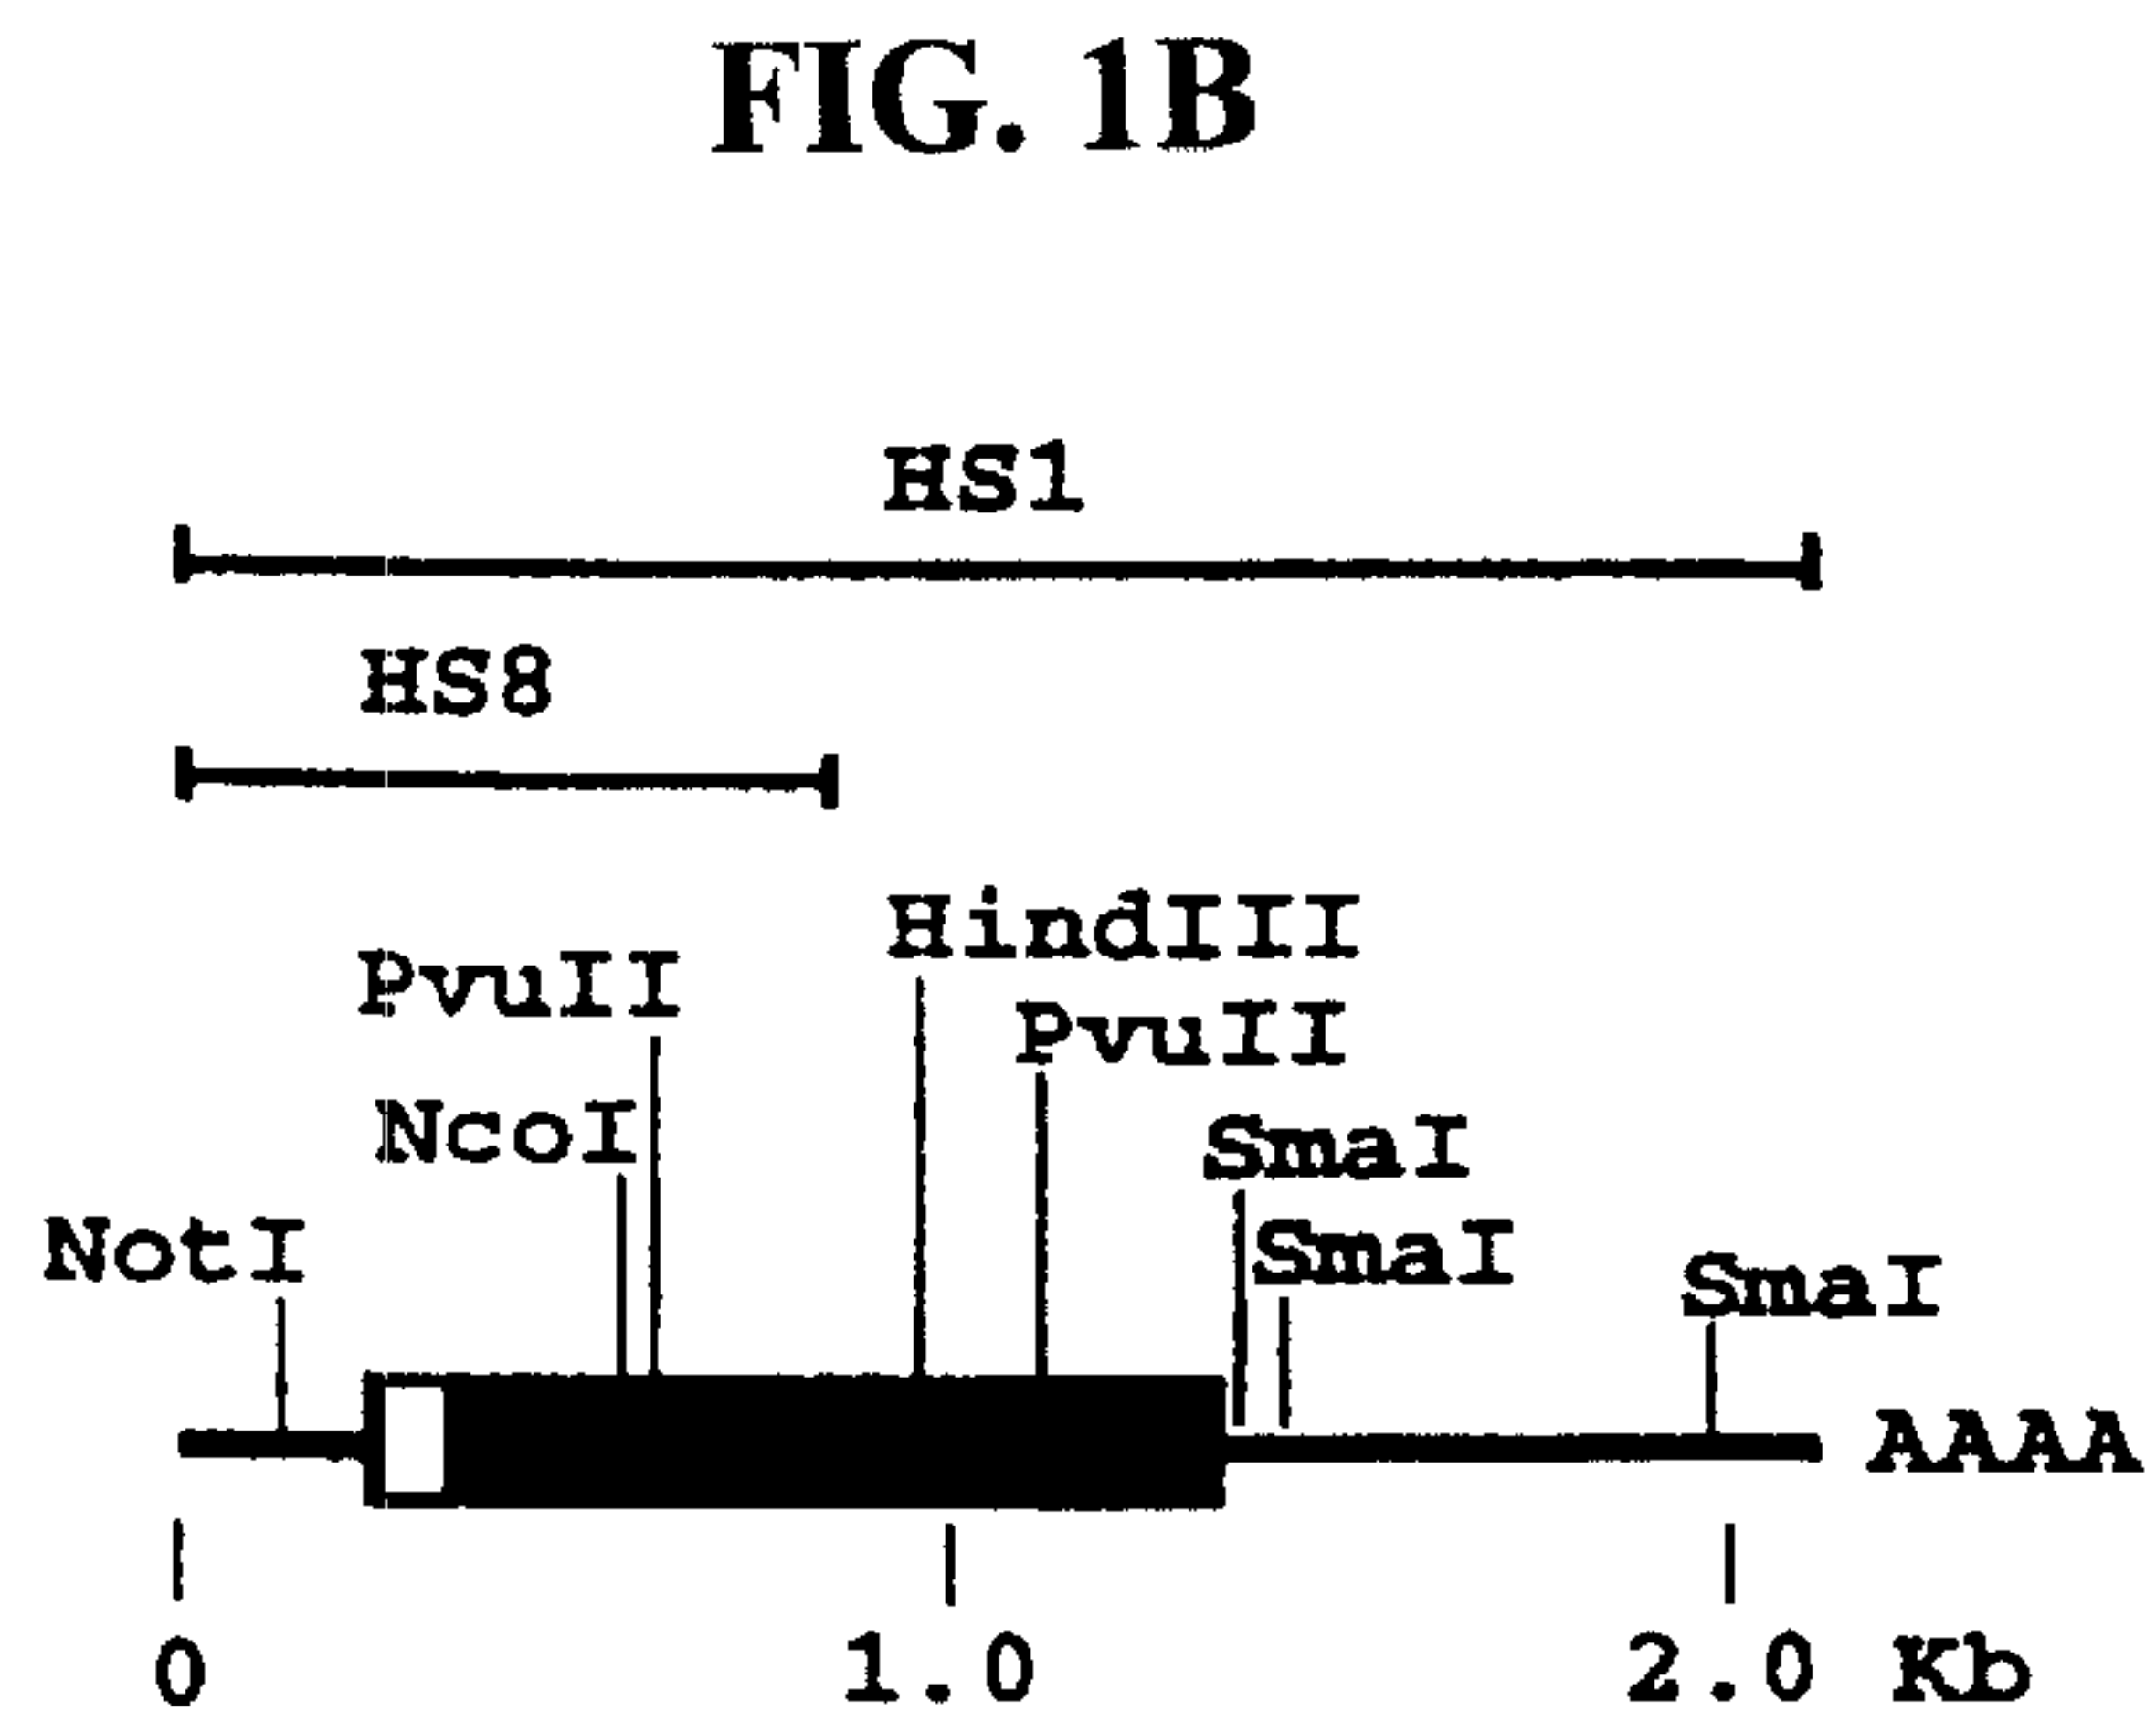 FIG. 1B
HS1
HS8
HindIII
PvuII
PvuII
NcoI
SmaI
NotI
SmaI
SmaI
AAAA
0 1.0 2.0 Kb